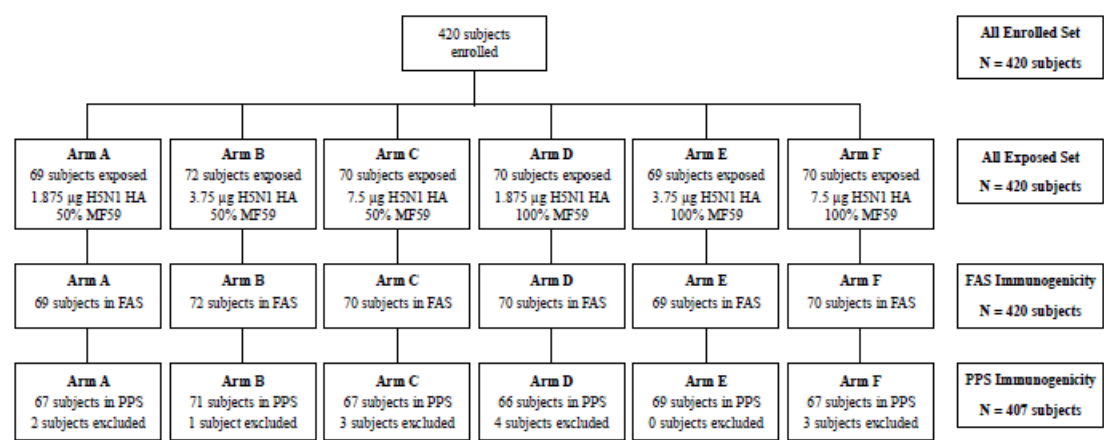 420 subjects
enrolled
All Enrolled Set
N = 420 subjects
Arm A
69 subjects exposed
1.875 µg H5N1 HA
50% MF59
Arm B
72 subjects exposed
3.75 µg H5N1 HA
50% MF59
Arm C
70 subjects exposed
7.5 µg H5N1 HA
50% MF59
Arm D
70 subjects exposed
1.875 µg H5N1 HA
100% MF59
Arm E
69 subjects exposed
3.75 µg H5N1 HA
100% MF59
Arm F
70 subjects exposed
7.5 µg H5N1 HA
100% MF59
All Exposed Set
N = 420 subjects
Arm A
69 subjects in FAS
Arm B
72 subjects in FAS
Arm C
70 subjects in FAS
Arm D
70 subjects in FAS
Arm E
69 subjects in FAS
Arm F
70 subjects in FAS
FAS Immunogenicity
N = 420 subjects
Arm A
67 subjects in PPS
2 subjects excluded
Arm B
71 subjects in PPS
1 subject excluded
Arm C
67 subjects in PPS
3 subjects excluded
Arm D
66 subjects in PPS
4 subjects excluded
Arm E
69 subjects in PPS
0 subjects excluded
Arm F
67 subjects in PPS
3 subjects excluded
PPS Immunogenicity
N = 407 subjects